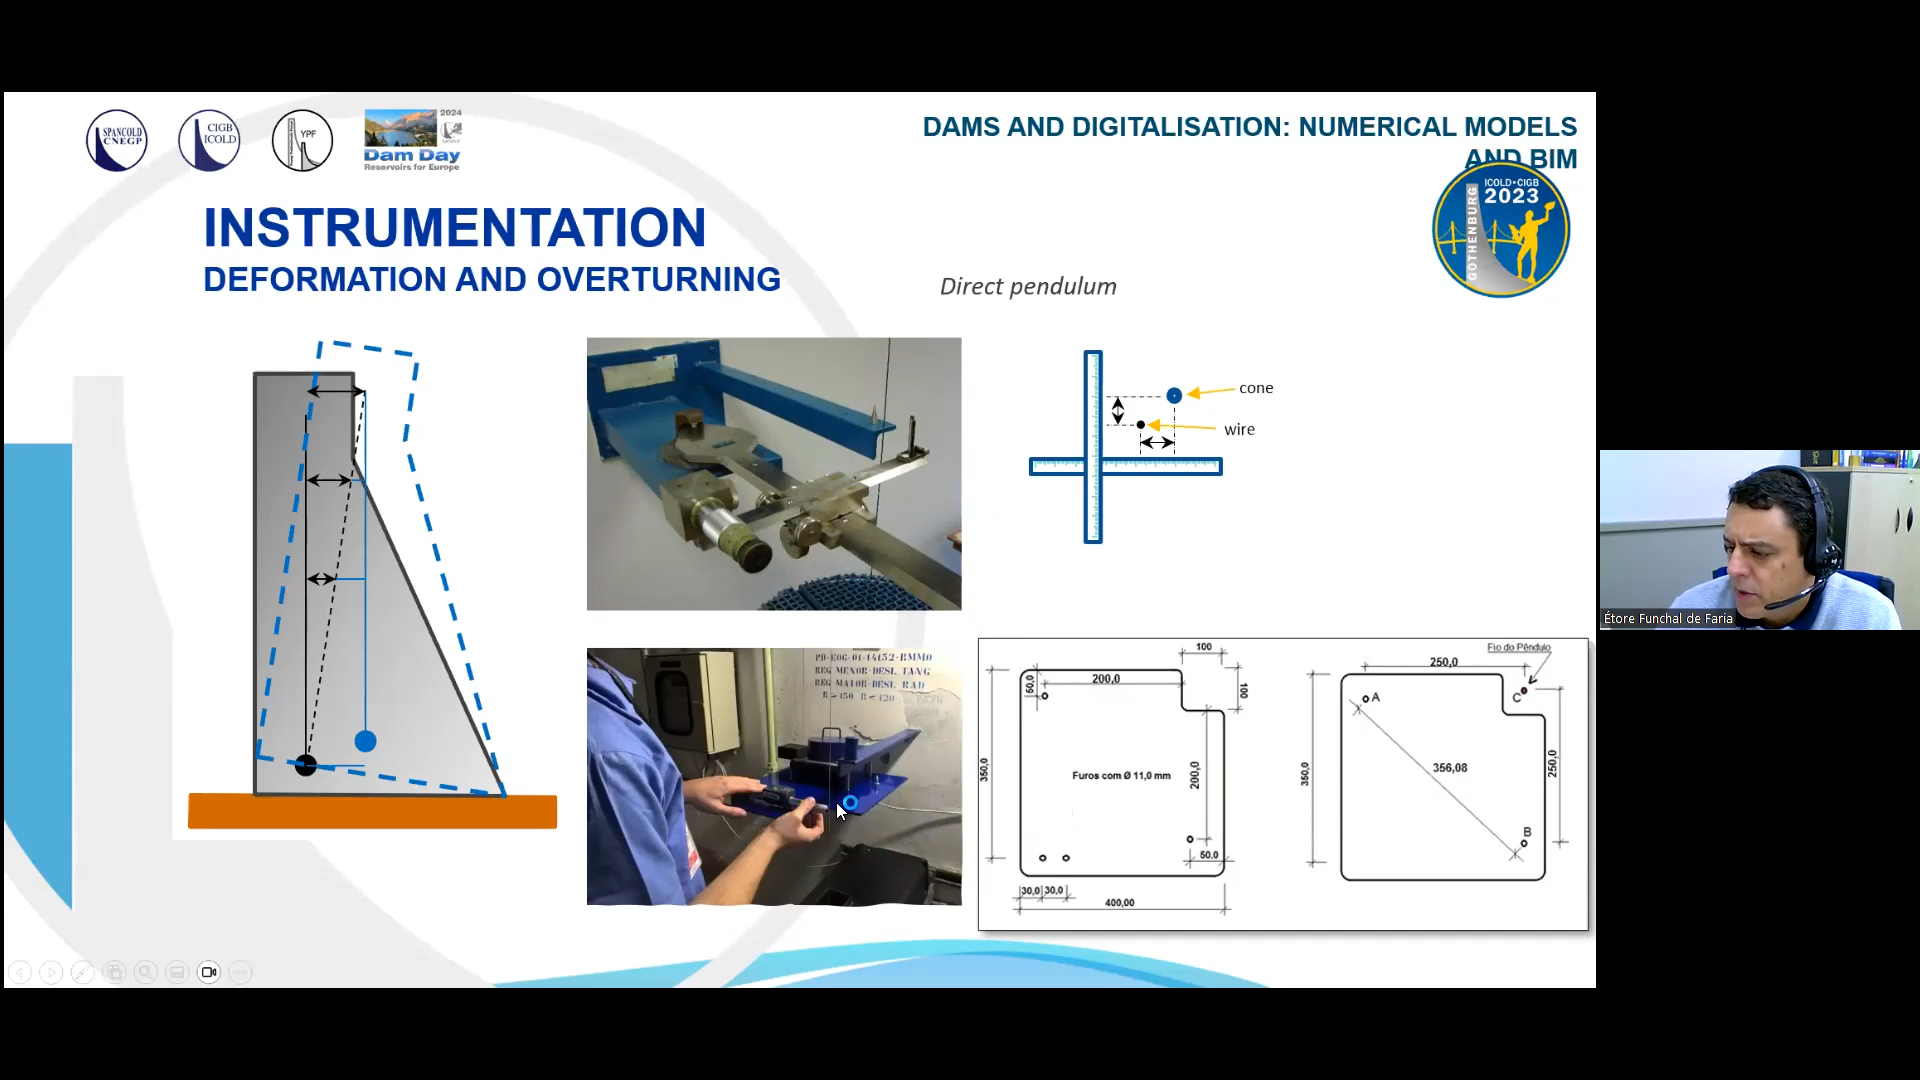 SPANCOLD
CNEGP
CIGB
ICOLD
YPF
2024
Dam Day
Reservoirs for Europe
DAMS AND DIGITALISATION: NUMERICAL MODELS
AND BIM
ICOLD•CIGB
2023
GOTHENBURG
INSTRUMENTATION
DEFORMATION AND OVERTURNING
Direct pendulum
cone
wire
Étore Funchal de Faria
PD-E06-01-14152-RMM0
REG MENOR-DESL TANG
REG MAIOR-DESL RAD
100
50,0
200,0
100
350,0
Furos com Ø 11,0 mm
200,0
50,0
30,0 30,0
400,00
Fio do Pêndulo
250,0
A
C
350,0
356,08
250,0
B